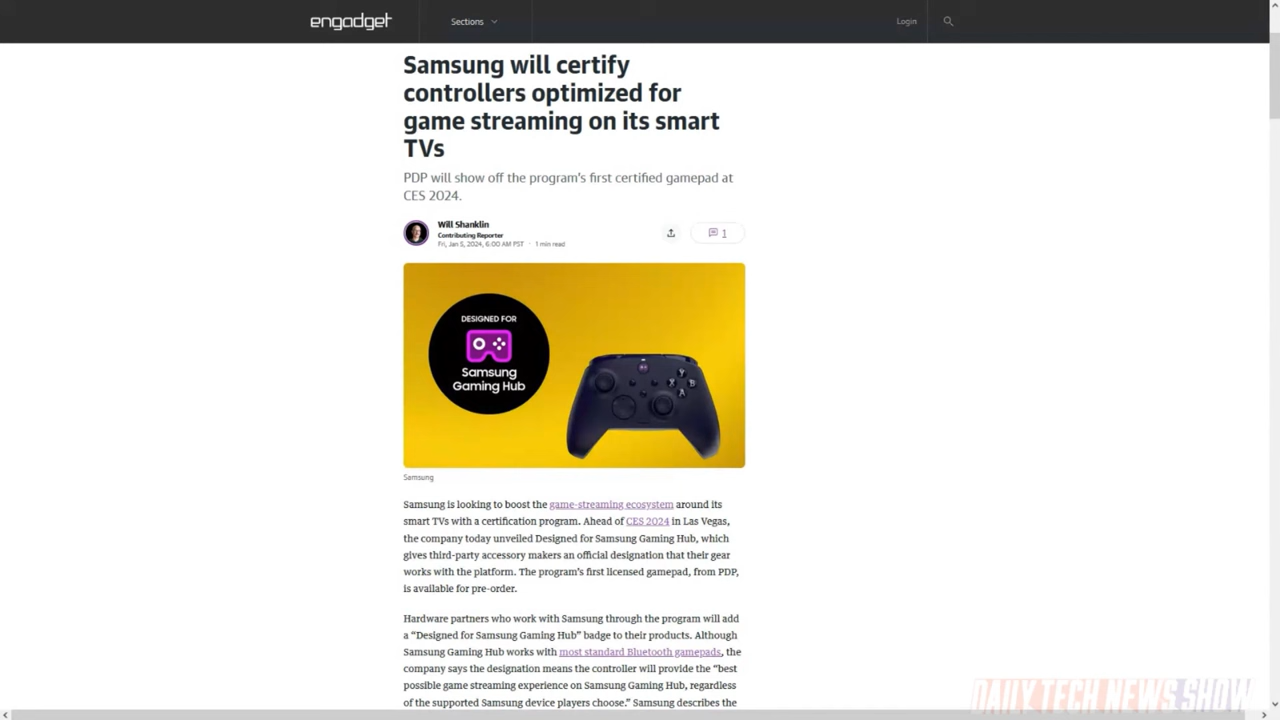 engadget
Sections
Login
Samsung will certify
controllers optimized for
game streaming on its smart
TVs
PDP will show off the program's first certified gamepad at
CES 2024.
Will Shanklin
Contributing Reporter
Fri, Jan 5, 2024, 6:00 AM PST · 1 min read
1
DESIGNED FOR
Samsung
Gaming Hub
Y
X B
A
Samsung
Samsung is looking to boost the game-streaming ecosystem around its
smart TVs with a certification program. Ahead of CES 2024 in Las Vegas,
the company today unveiled Designed for Samsung Gaming Hub, which
gives third-party accessory makers an official designation that their gear
works with the platform. The program's first licensed gamepad, from PDP,
is available for pre-order.
Hardware partners who work with Samsung through the program will add
a “Designed for Samsung Gaming Hub” badge to their products. Although
Samsung Gaming Hub works with most standard Bluetooth gamepads, the
company says the designation means the controller will provide the “best
possible game streaming experience on Samsung Gaming Hub, regardless
of the supported Samsung device players choose.” Samsung describes the
DAILY TECH NEWS SHOW